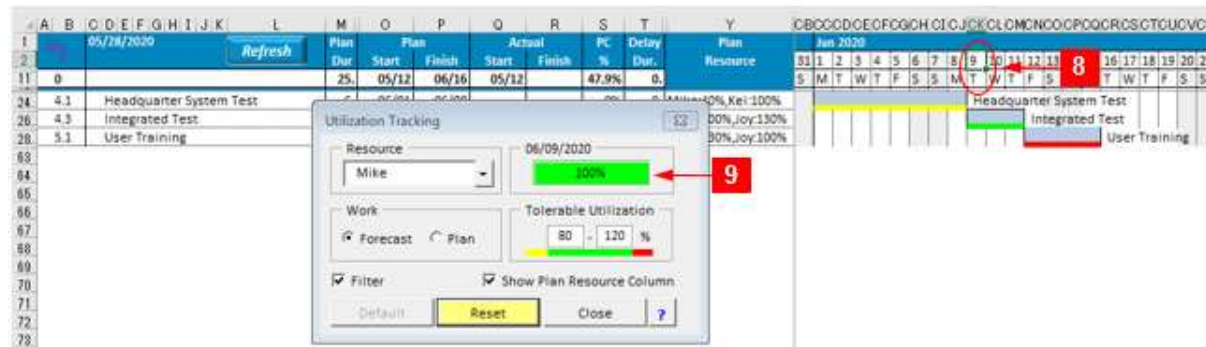 A B C D E F G H I J K L M O P Q R S T Y
1 05/28/2020 Refresh Plan Plan Actual PC Delay Plan Jun 2020
2 Dur Start Finish Start Finish % Dur. Resource 31 1 2 3 4 5 6 7 8 9 10 11 12 13 16 17 18 19 20
11 0 25. 05/12 06/16 05/12 47.9% 0. S M T W T F S S M T W T F S T W T F S S
24 4.1 Headquarter System Test Kei:100% Headquarter System Test
26 4.3 Integrated Test Joy:130% Integrated Test
28 5.1 User Training Joy:100% User Training
63
64
65
66
67
68
69
70
71
72
73
Utilization Tracking
Resource 06/09/2020
Mike 100%
Work Tolerable Utilization
Forecast Plan 80 - 120 %
Filter Show Plan Resource Column
Default Reset Close ?
8
9